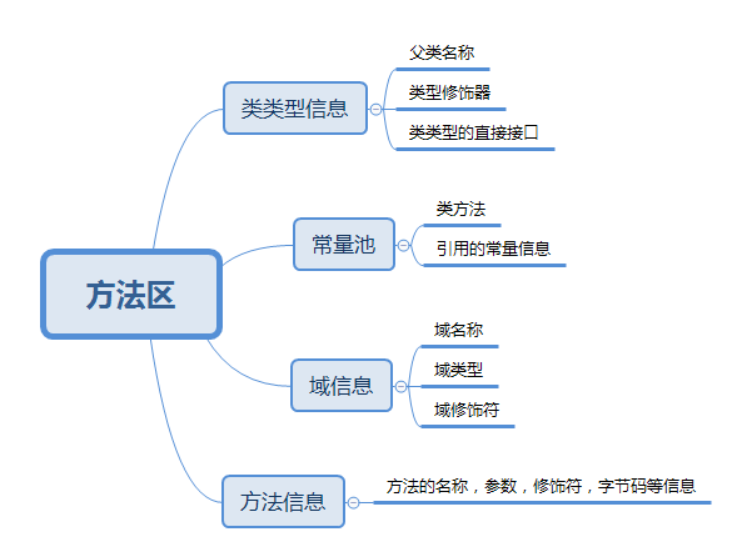 方法区
类类型信息
父类名称
类型修饰器
类类型的直接接口
常量池
类方法
引用的常量信息
域信息
域名称
域类型
域修饰符
方法信息
方法的名称，参数，修饰符，字节码等信息